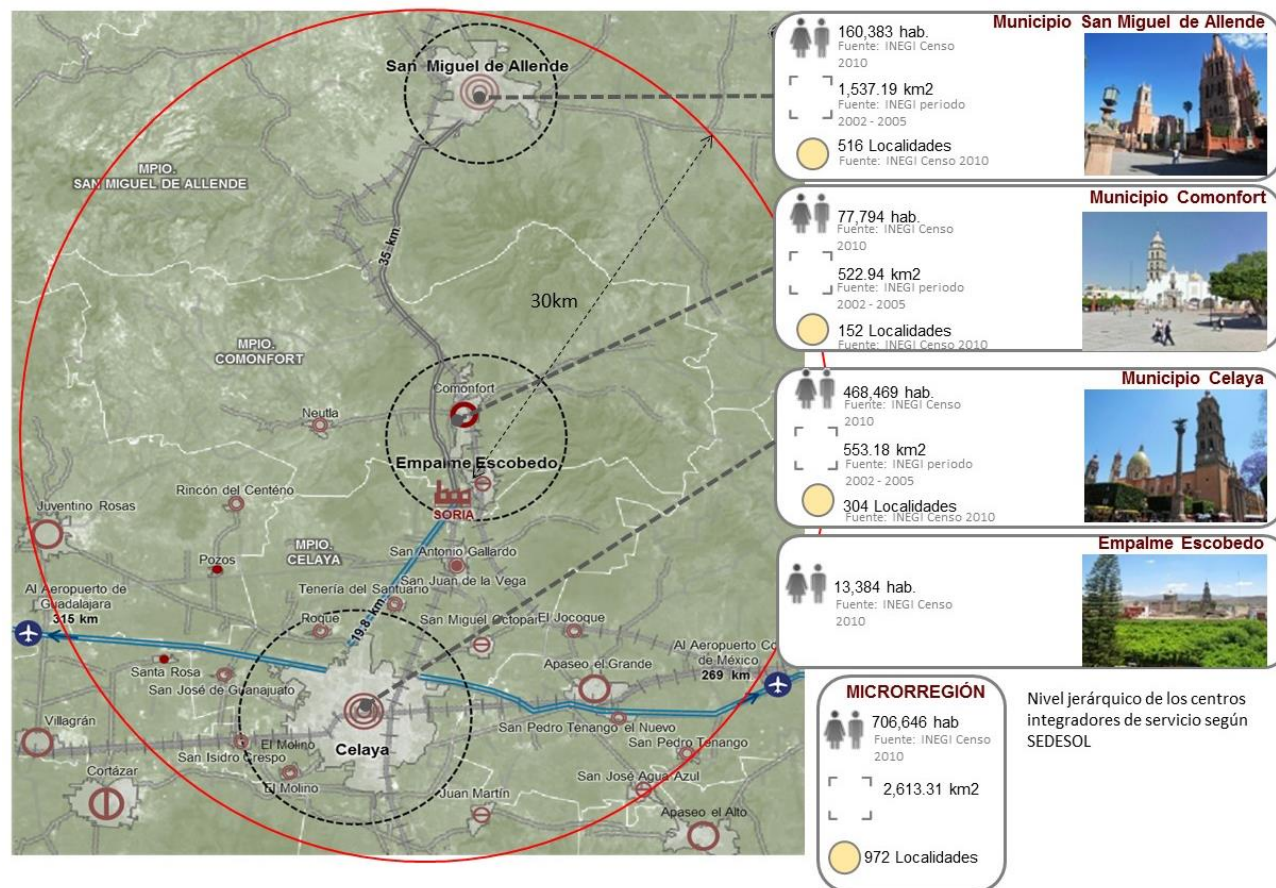 San Miguel de Allende
MPIO.
SAN MIGUEL DE ALLENDE
35 km
30km
MPIO.
COMONFORT
Comonfort
Neutla
Empalme Escobedo
Rincón del Centéno
Juventino Rosas
SORIA
MPIO.
CELAYA
San Antonio Gallardo
Pozos
San Juan de la Vega
Al Aeropuerto de
Guadalajara
315 km
Tenería del Santuario
19.8 km
Roque
San Miguel Octopan
El Jocoque
Al Aeropuerto
de México
269 km
Santa Rosa
Apaseo el Grande
San José de Guanajuato
Villagrán
San Pedro Tenango el Nuevo
El Molino
San Isidro Crespo
Celaya
San Pedro Tenango
Cortázar
El Molino
San José Agua Azul
Juan Martín
Apaseo el Alto
Municipio San Miguel de Allende
160,383 hab.
Fuente: INEGI Censo
2010
1,537.19 km2
Fuente: INEGI periodo
2002 - 2005
516 Localidades
Fuente: INEGI Censo 2010
Municipio Comonfort
77,794 hab.
Fuente: INEGI Censo
2010
522.94 km2
Fuente: INEGI periodo
2002 - 2005
152 Localidades
Fuente: INEGI Censo 2010
Municipio Celaya
468,469 hab.
Fuente: INEGI Censo
2010
553.18 km2
Fuente: INEGI periodo
2002 - 2005
304 Localidades
Fuente: INEGI Censo 2010
Empalme Escobedo
13,384 hab.
Fuente: INEGI Censo
2010
MICRORREGIÓN
706,646 hab
Fuente: INEGI Censo
2010
2,613.31 km2
972 Localidades
Nivel jerárquico de los centros
integradores de servicio según
SEDESOL